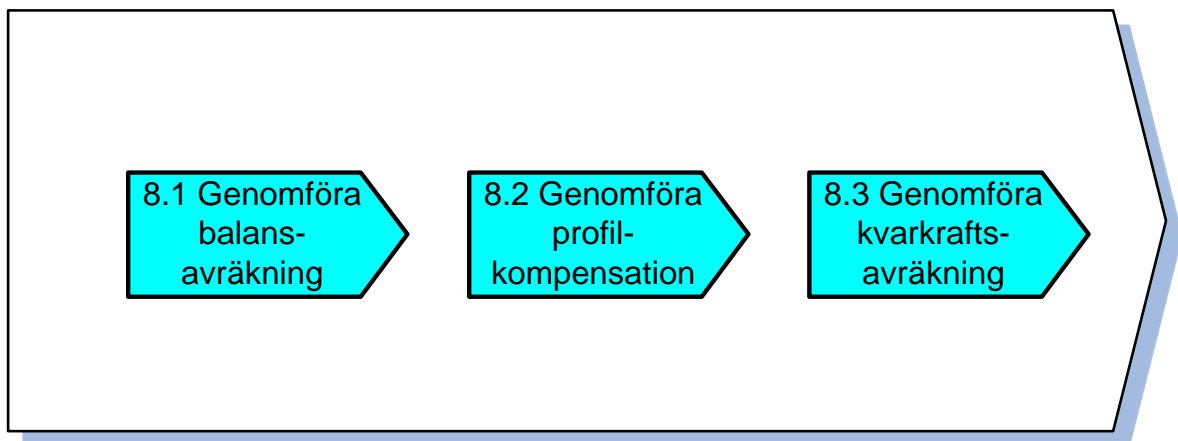 8.1 Genomföra
balans-
avräkning
8.2 Genomföra
profil-
kompensation
8.3 Genomföra
kvarkrafts-
avräkning